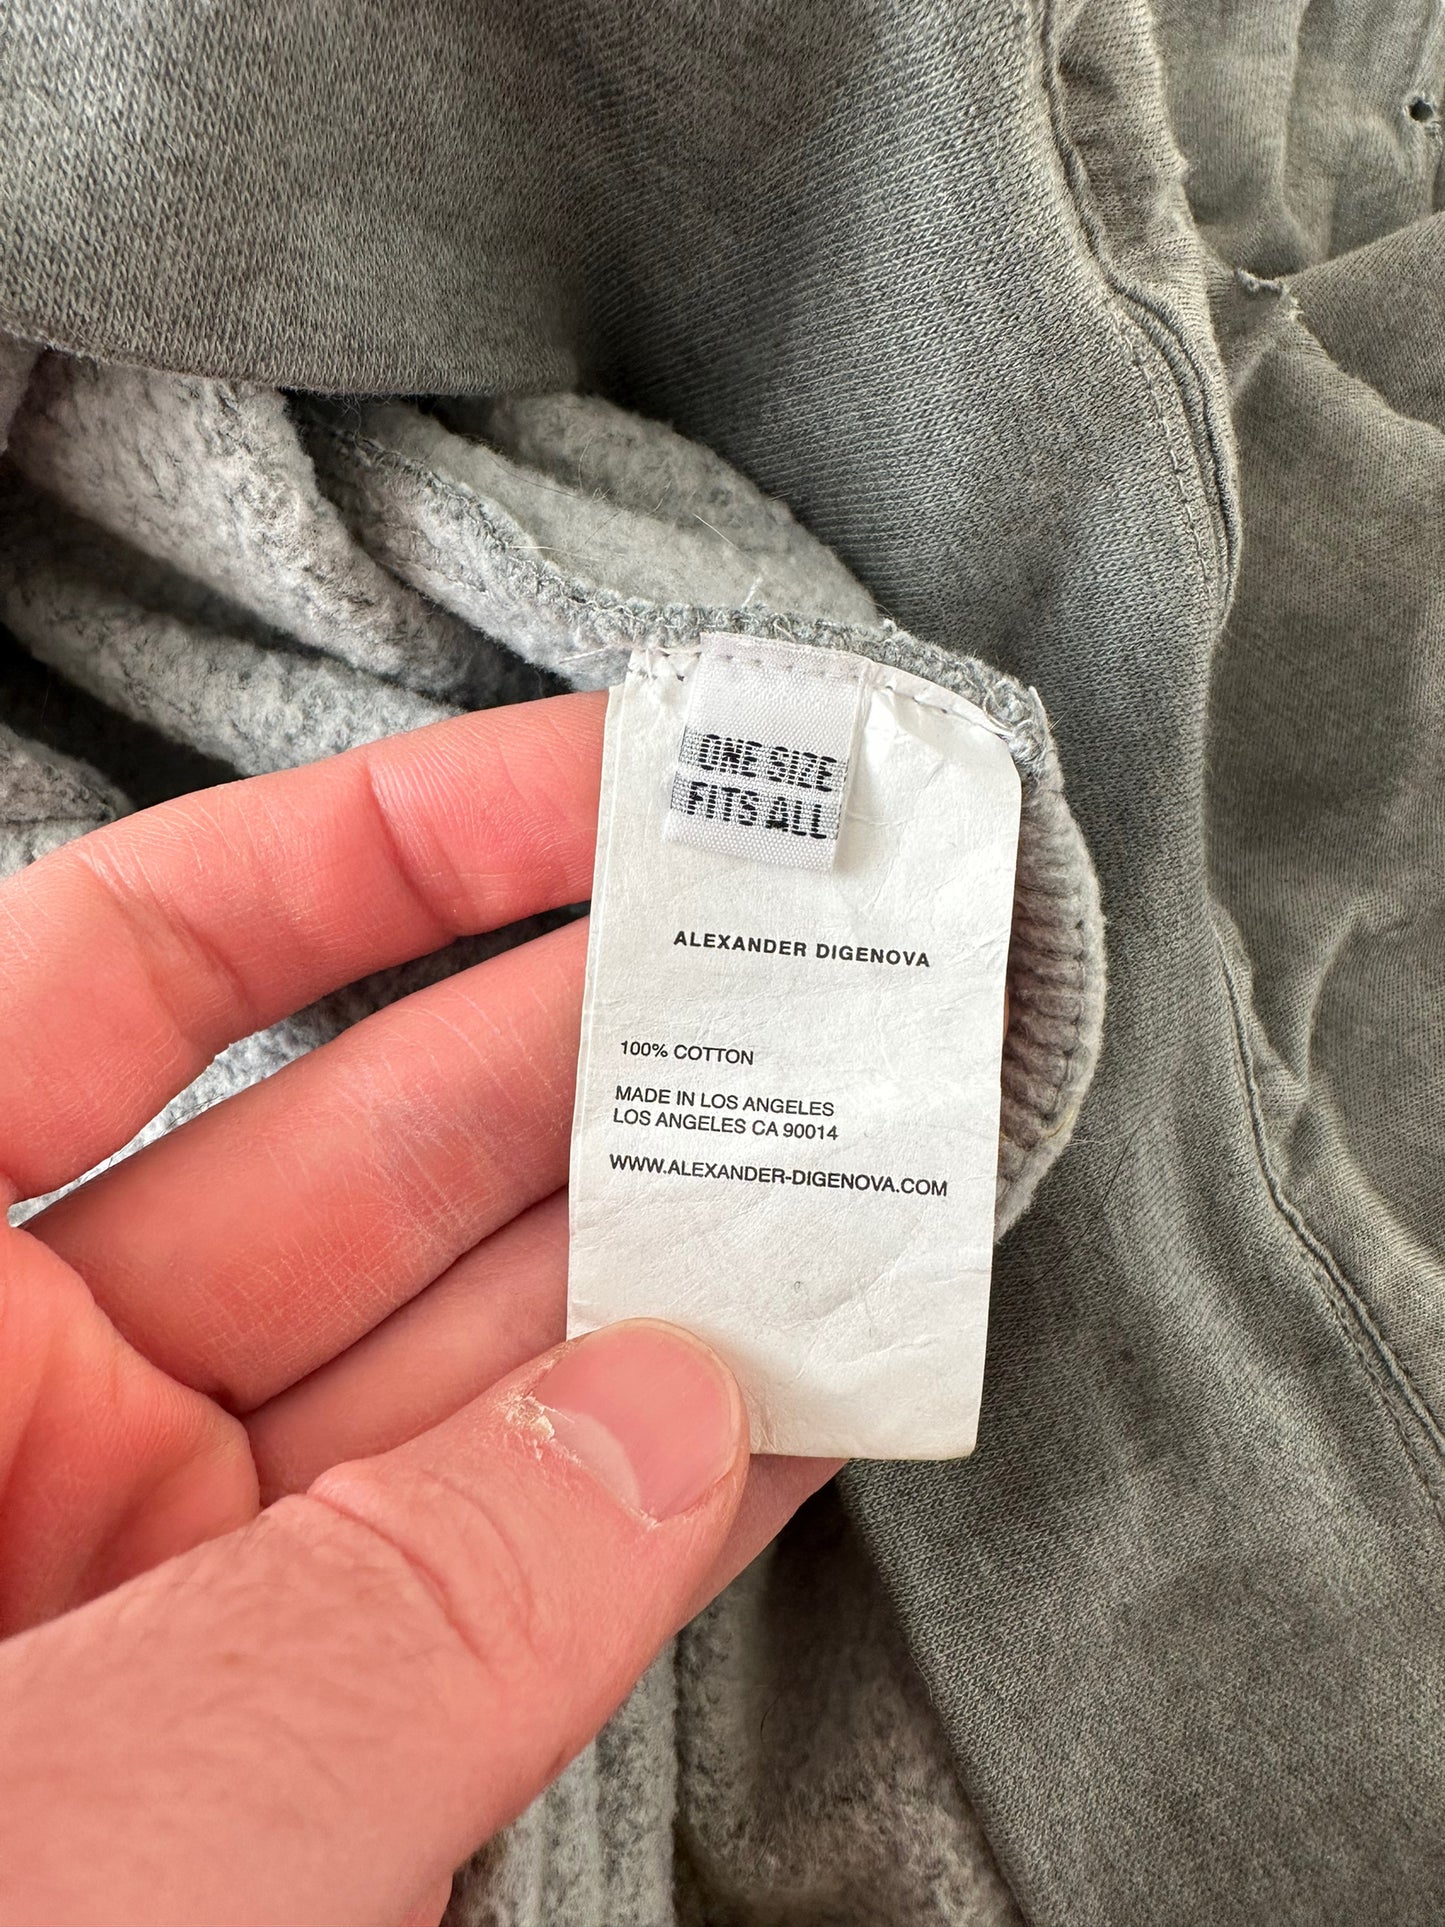 ONE SIZE
FITS ALL
ALEXANDER DIGENOVA
100% COTTON
MADE IN LOS ANGELES
LOS ANGELES CA 90014
WWW.ALEXANDER-DIGENOVA.COM